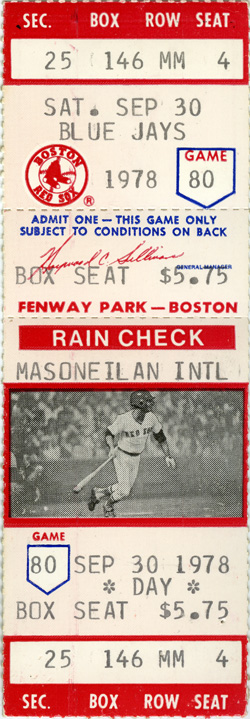 SEC. BOX ROW SEAT
25 146 MM 4
SAT. SEP 30
BLUE JAYS
BOSTON
RED SOX
®
1978
GAME
80
ADMIT ONE — THIS GAME ONLY
SUBJECT TO CONDITIONS ON BACK
Haywood C. Sullivan
GENERAL MANAGER
BOX SEAT $5.75
FENWAY PARK — BOSTON
RAIN CHECK
MASONEILAN INTL
RED SOX
GAME
80
SEP 30 1978
* DAY *
BOX SEAT $5.75
25 146 MM 4
SEC. BOX ROW SEAT